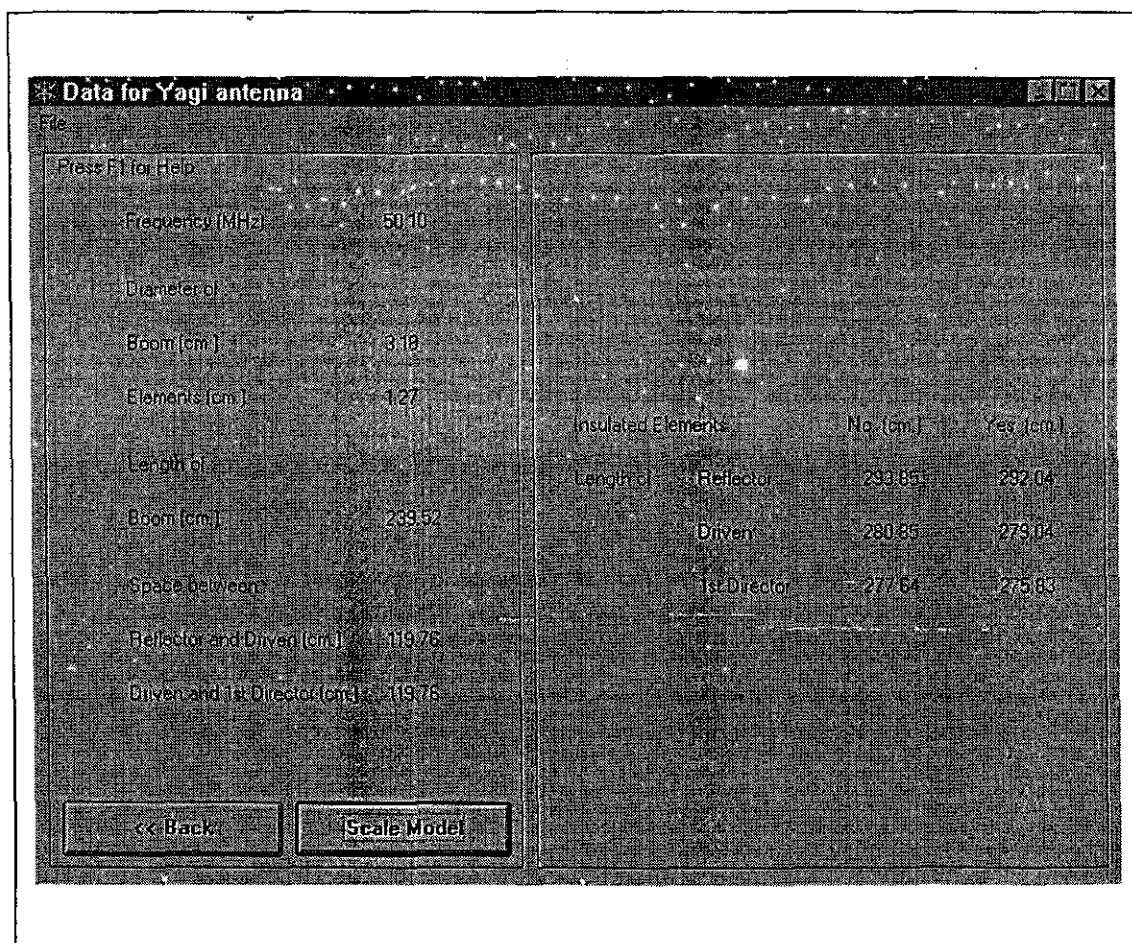 Data for Yagi antenna
File
Press F1 for Help
Frequency (MHz) 50.10
Diameter of
Boom (cm.) 3.18
Elements (cm.) 1.27
Length of
Boom (cm.) 239.52
Space between:
Reflector and Driven (cm.) 119.76
Driven and 1st Director (cm.) 119.76
<< Back
Scale Model
Insulated Elements No (cm.) Yes (cm.)
Length of Reflector 293.85 292.04
Driven 280.85 279.04
1st Director 277.64 275.83